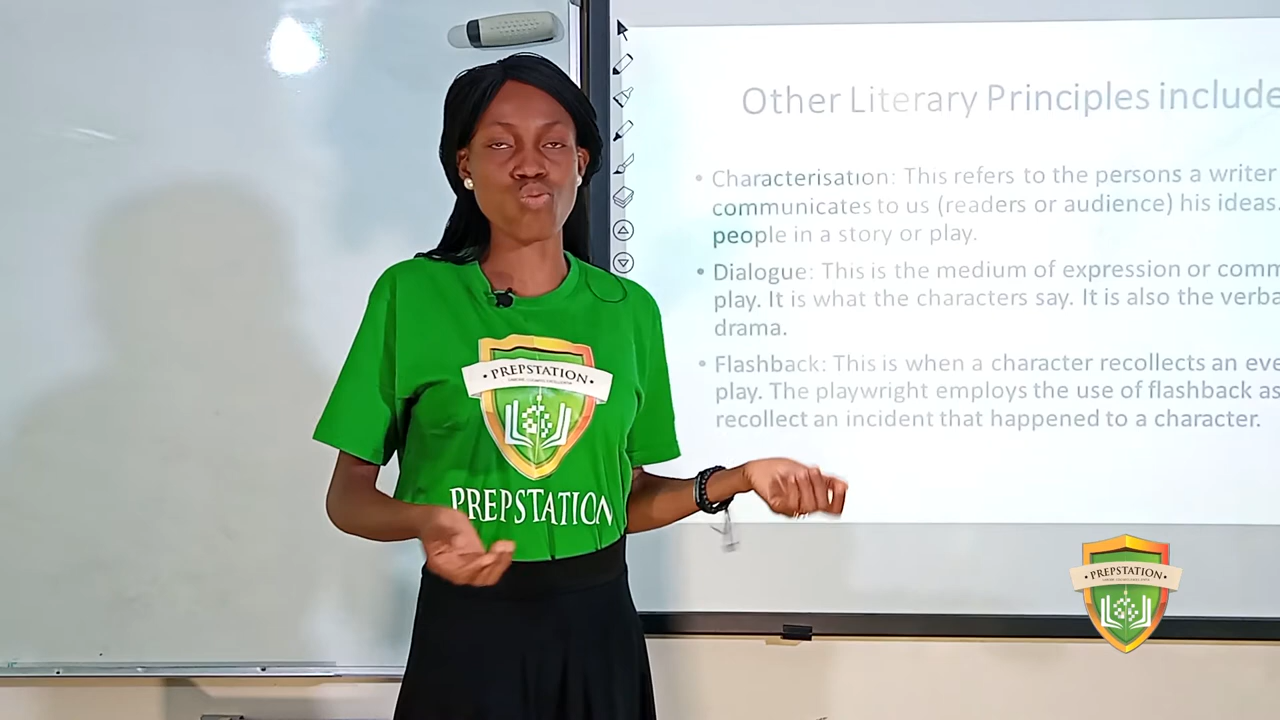 Other Literary Principles include
• Characterisation: This refers to the persons a writer
communicates to us (readers or audience) his ideas.
people in a story or play.
• Dialogue: This is the medium of expression or comm
play. It is what the characters say. It is also the verba
drama.
• Flashback: This is when a character recollects an eve
play. The playwright employs the use of flashback as
recollect an incident that happened to a character.
• PREPSTATION •
PREPSTATION
• PREPSTATION •